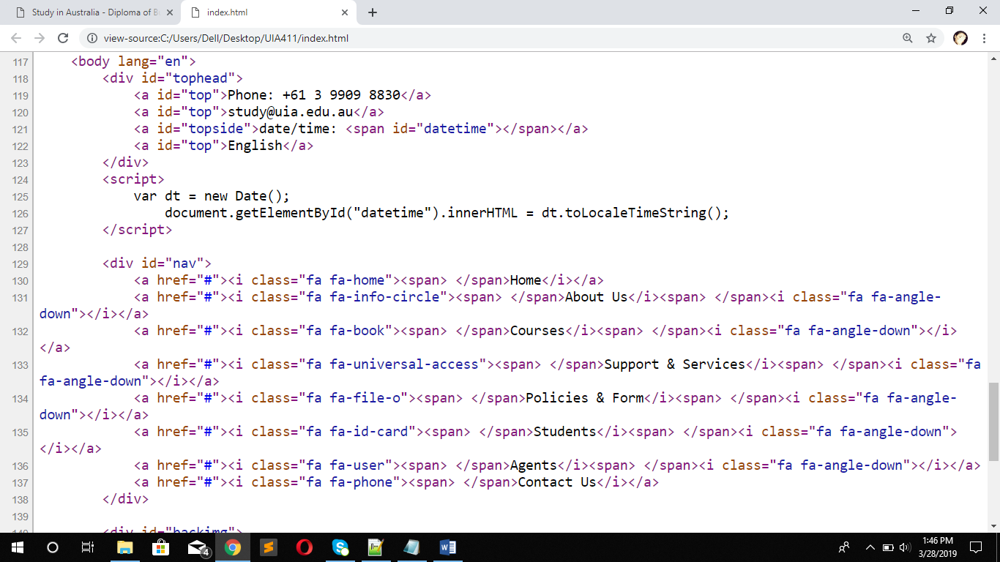 Study in Australia - Diploma of B
index.html
view-source:C:/Users/Dell/Desktop/UIA411/index.html
117 <body lang="en">
118 <div id="tophead">
119 <a id="top">Phone: +61 3 9909 8830</a>
120 <a id="top">study@uia.edu.au</a>
121 <a id="topside">date/time: <span id="datetime"></span></a>
122 <a id="top">English</a>
123 </div>
124 <script>
125 var dt = new Date();
126 document.getElementById("datetime").innerHTML = dt.toLocaleTimeString();
127 </script>
128
129 <div id="nav">
130 <a href="#"><i class="fa fa-home"><span> </span>Home</i></a>
131 <a href="#"><i class="fa fa-info-circle"><span> </span>About Us</i><span> </span><i class="fa fa-angle-
down"></i></a>
132 <a href="#"><i class="fa fa-book"><span> </span>Courses</i><span> </span><i class="fa fa-angle-down"></i>
</a>
133 <a href="#"><i class="fa fa-universal-access"><span> </span>Support & Services</i><span> </span><i class="fa
fa-angle-down"></i></a>
134 <a href="#"><i class="fa fa-file-o"><span> </span>Policies & Form</i><span> </span><i class="fa fa-angle-
down"></i></a>
135 <a href="#"><i class="fa fa-id-card"><span> </span>Students</i><span> </span><i class="fa fa-angle-down">
</i></a>
136 <a href="#"><i class="fa fa-user"><span> </span>Agents</i><span> </span><i class="fa fa-angle-down"></i></a>
137 <a href="#"><i class="fa fa-phone"><span> </span>Contact Us</i></a>
138 </div>
139
140 <div id="backimg">
4
1:46 PM
3/28/2019